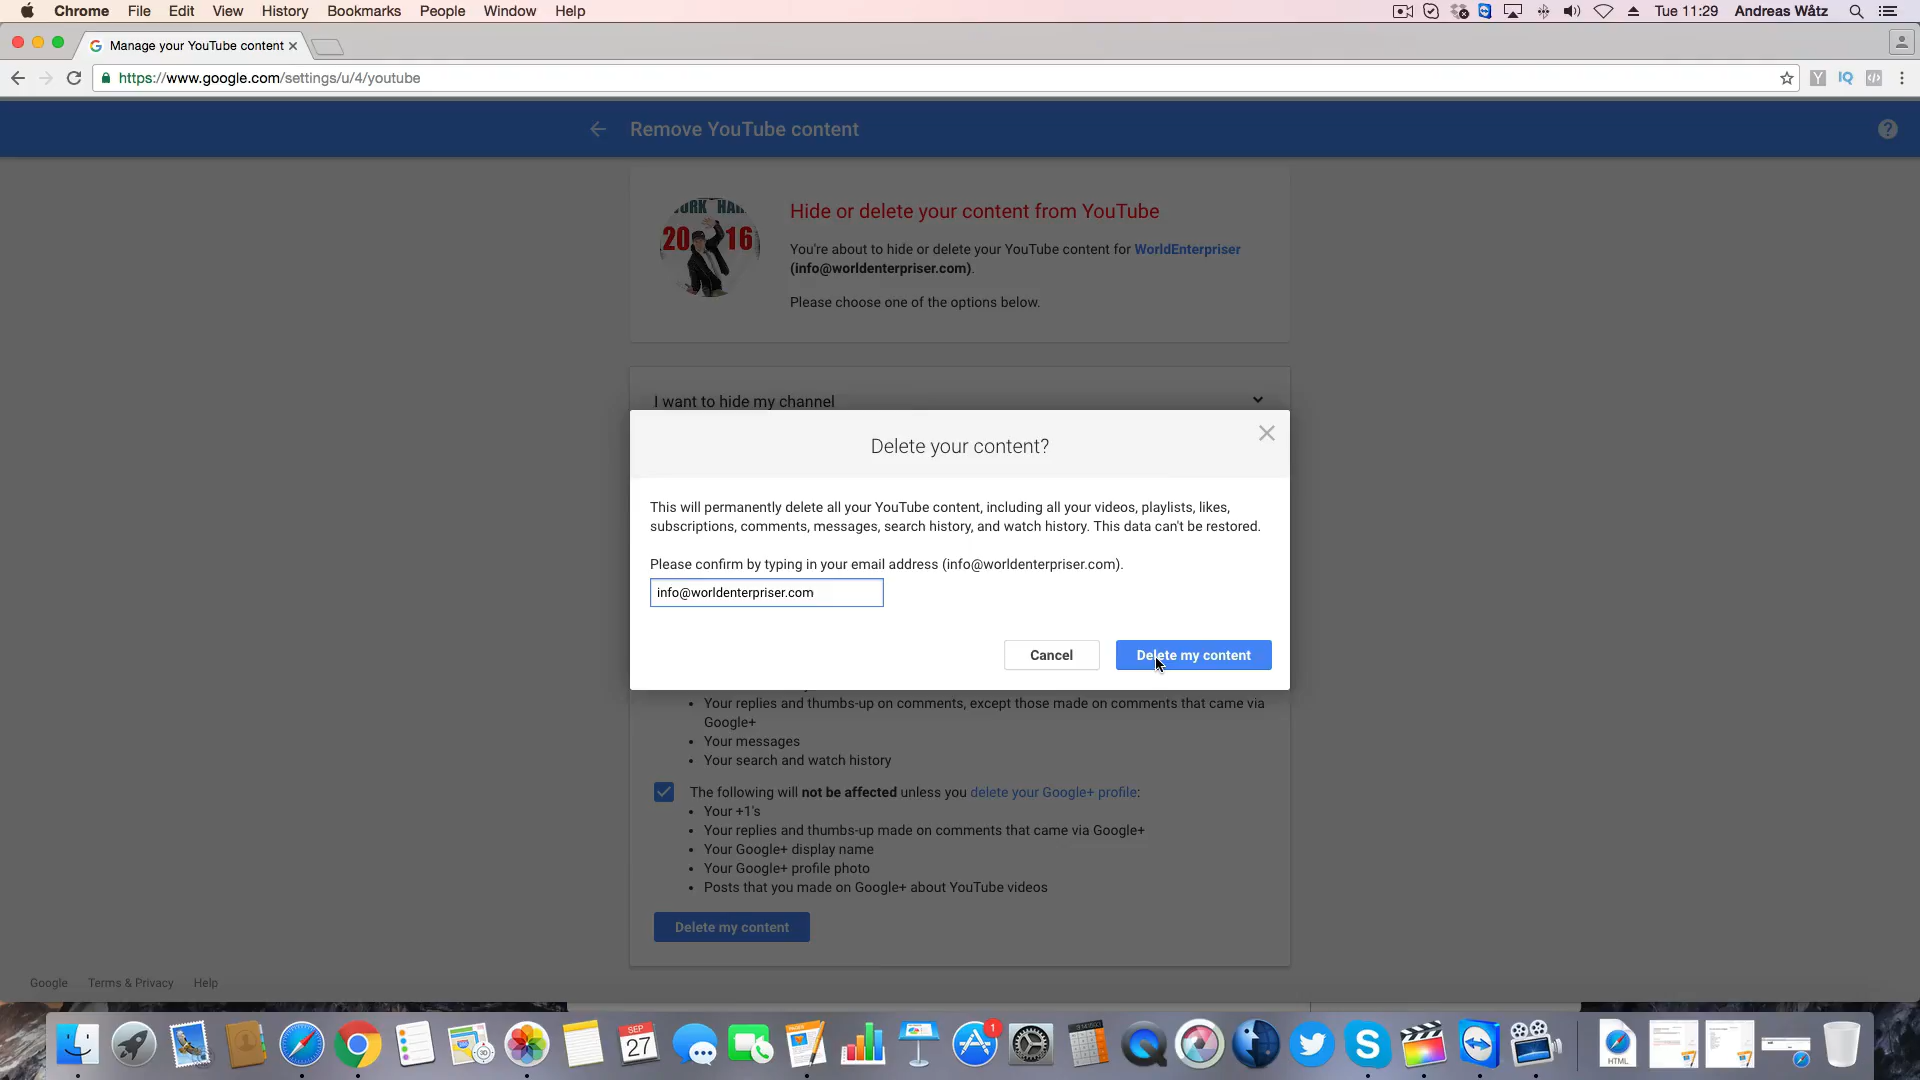 Chrome File Edit View History Bookmarks People Window Help Tue 11:29 Andreas Wåtz
Manage your YouTube content
https://www.google.com/settings/u/4/youtube
Remove YouTube content
2016
Hide or delete your content from YouTube
You're about to hide or delete your YouTube content for WorldEnterpriser
(info@worldenterpriser.com).
Please choose one of the options below.
I want to hide my channel
Delete your content?
This will permanently delete all your YouTube content, including all your videos, playlists, likes,
subscriptions, comments, messages, search history, and watch history. This data can't be restored.
Please confirm by typing in your email address (info@worldenterpriser.com).
info@worldenterpriser.com
Cancel Delete my content
• Your replies and thumbs-up on comments, except those made on comments that came via
Google+
• Your messages
• Your search and watch history
The following will not be affected unless you delete your Google+ profile:
• Your +1's
• Your replies and thumbs-up made on comments that came via Google+
• Your Google+ display name
• Your Google+ profile photo
• Posts that you made on Google+ about YouTube videos
Delete my content
Google Terms & Privacy Help
SEP
27
1
HTML